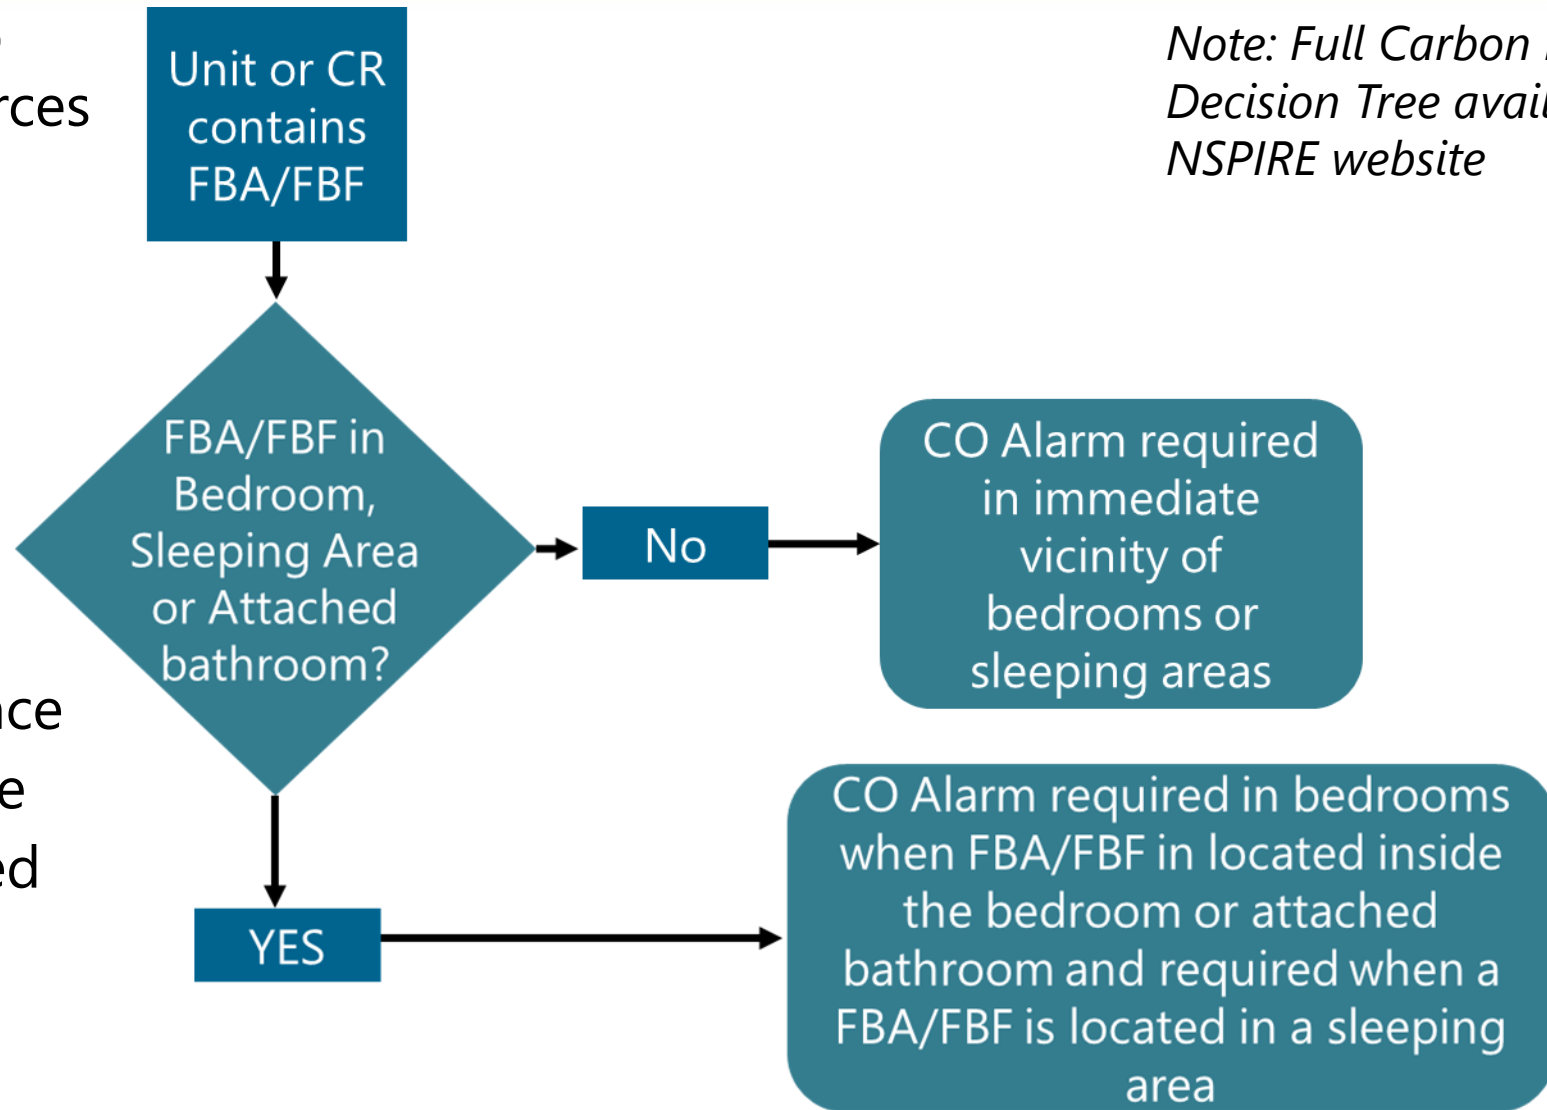 rces
Unit or CR
contains
FBA/FBF
Note: Full Carbon
Decision Tree avail
NSPIRE website
FBA/FBF in
Bedroom,
Sleeping Area
or Attached
bathroom?
No
CO Alarm required
in immediate
vicinity of
bedrooms or
sleeping areas
nce
e
ed
YES
CO Alarm required in bedrooms
when FBA/FBF in located inside
the bedroom or attached
bathroom and required when a
FBA/FBF is located in a sleeping
area